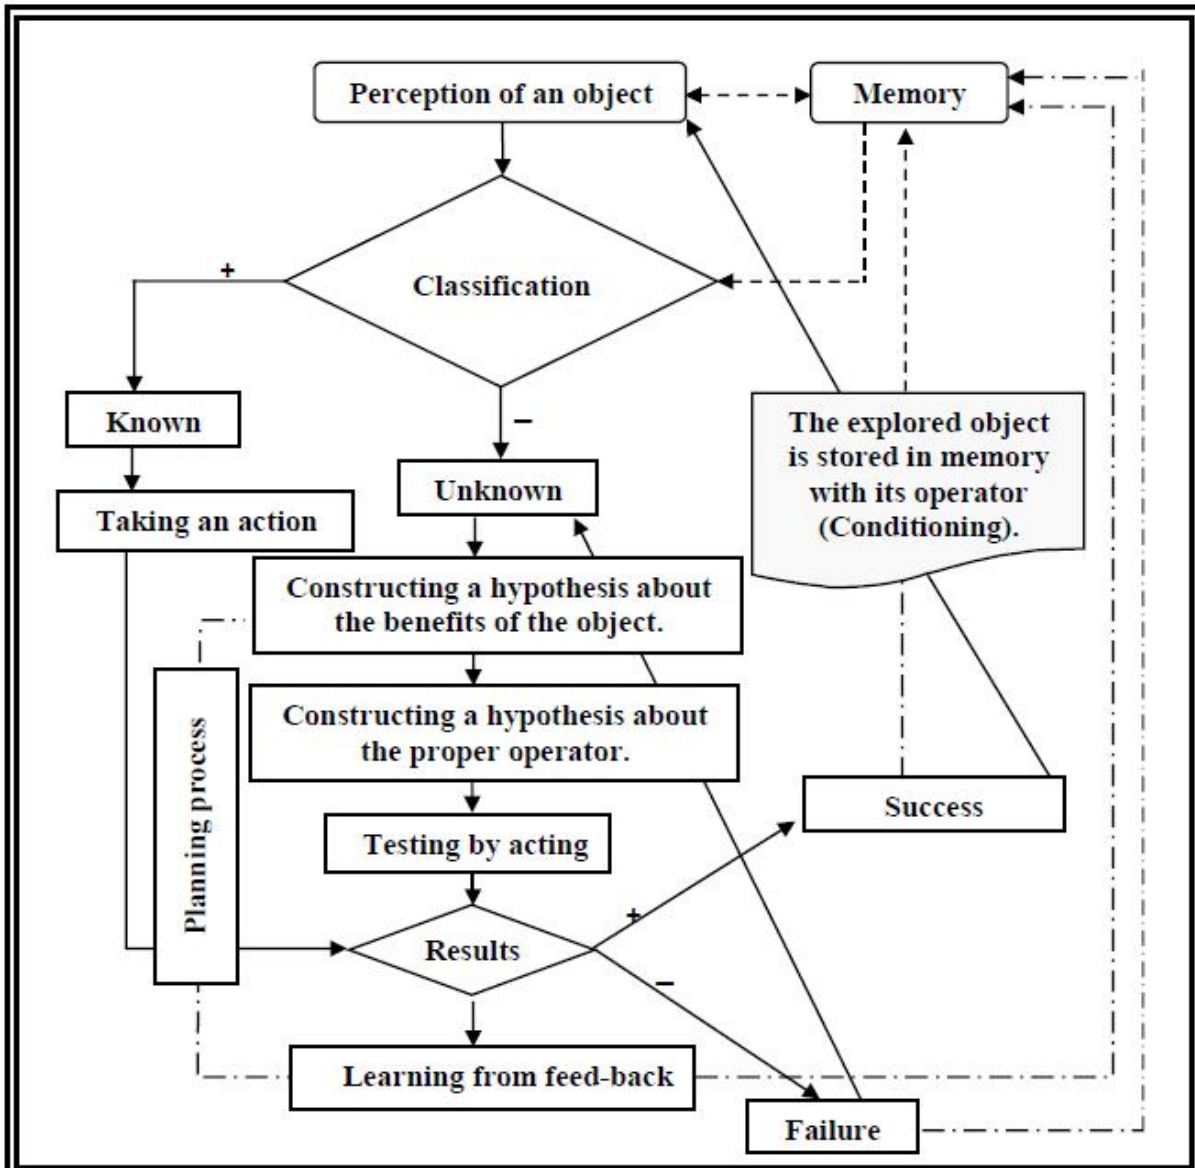 Perception of an object
Memory
+
Classification
Known
−
Unknown
The explored object
is stored in memory
with its operator
(Conditioning).
Taking an action
Constructing a hypothesis about
the benefits of the object.
Constructing a hypothesis about
the proper operator.
Planning process
Success
Testing by acting
+
Results
−
Learning from feed-back
Failure